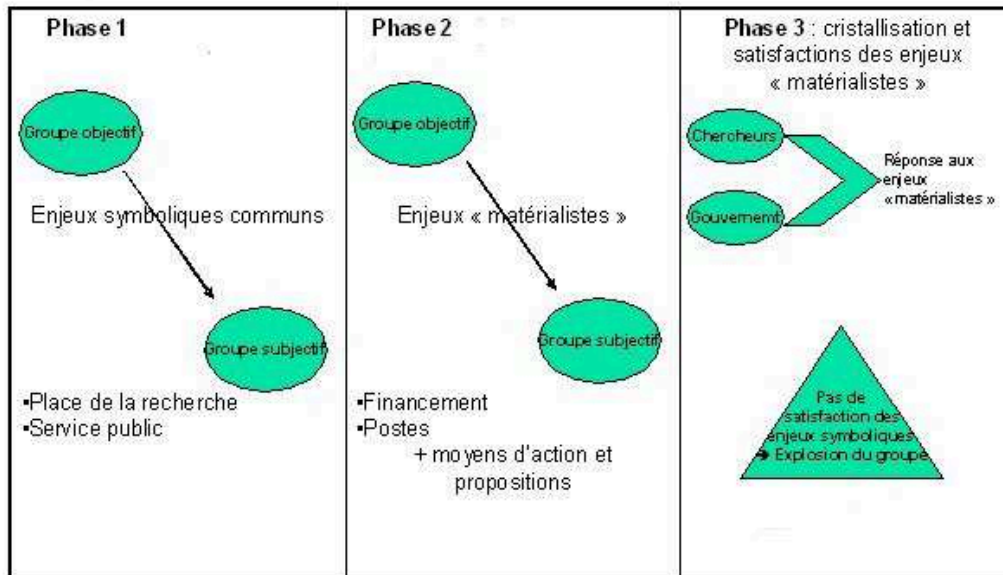 Phase 1
Groupe objectif
Enjeux symboliques communs
Groupe subjectif
•Place de la recherche
•Service public
Phase 2
Groupe objectif
Enjeux « matérialistes »
Groupe subjectif
•Financement
•Postes
+ moyens d'action et
propositions
Phase 3 : cristallisation et
satisfactions des enjeux
« matérialistes »
Chercheurs
Gouvernemt
Réponse aux
enjeux
« matérialistes »
Pas de
satisfaction des
enjeux symboliques
➔ Explosion du groupe